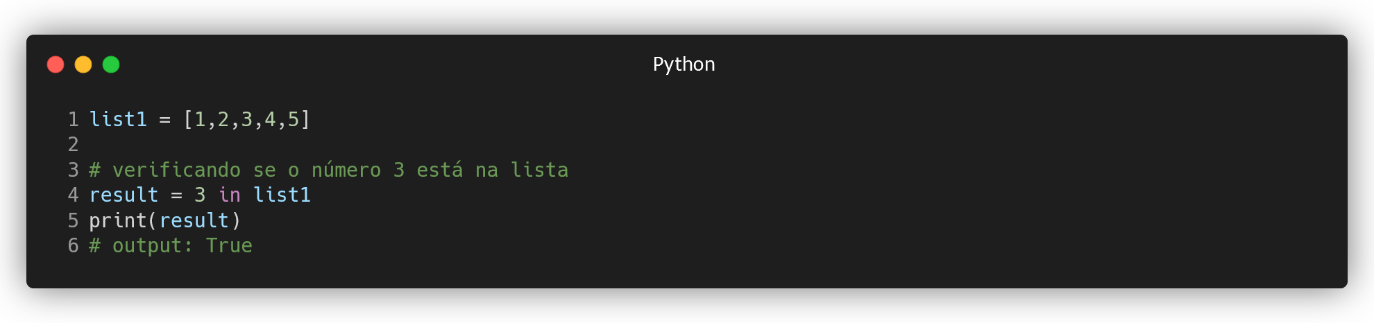 Python
1 list1 = [1,2,3,4,5]
2
3 # verificando se o número 3 está na lista
4 result = 3 in list1
5 print(result)
6 # output: True